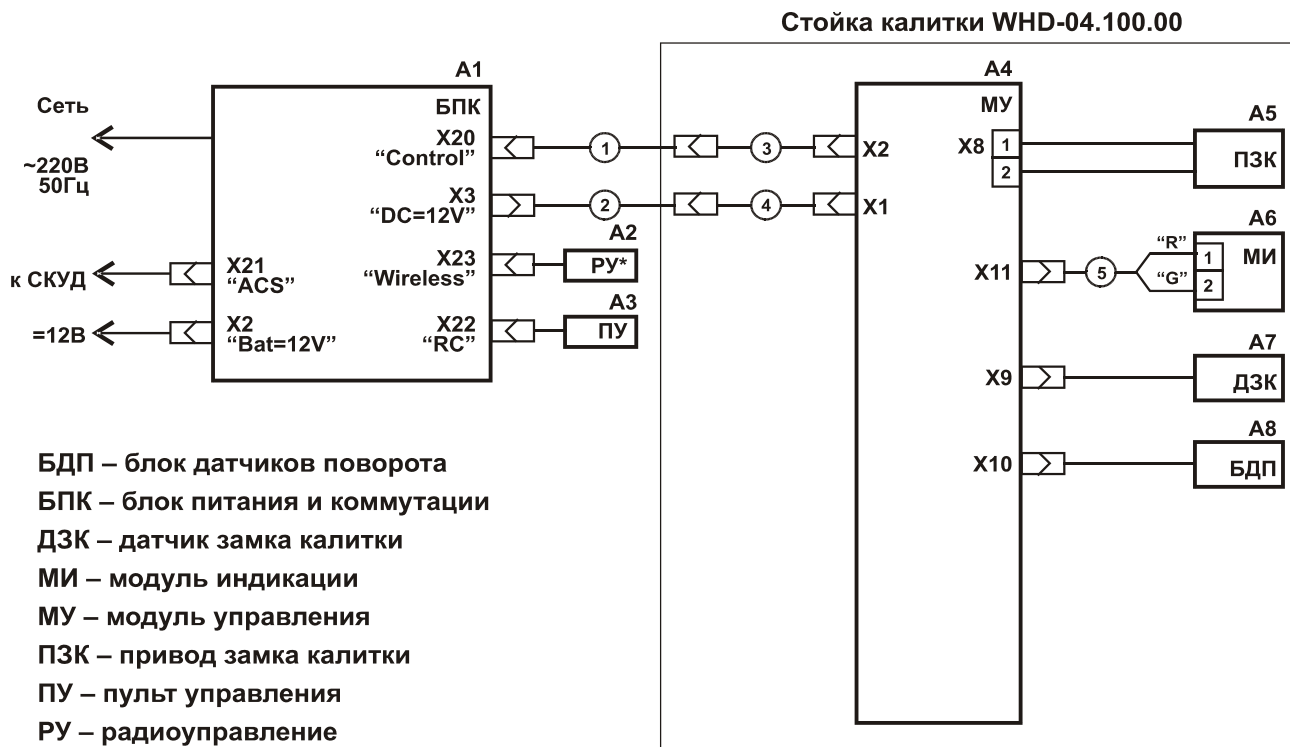 Стойка калитки WHD-04.100.00
A1
БПК
Сеть
~220В
50Гц
X20
“Control”
1
3
X2
X3
“DC=12V”
2
4
X1
A2
X23
“Wireless”
РУ*
A3
X22
“RC”
ПУ
к СКУД
X21
“ACS”
=12В
X2
“Bat=12V”
A4
МУ
X8
1
2
A5
ПЗК
A6
МИ
X11
5
“R”
“G”
1
2
A7
X9
ДЗК
A8
X10
БДП
БДП – блок датчиков поворота
БПК – блок питания и коммутации
ДЗК – датчик замка калитки
МИ – модуль индикации
МУ – модуль управления
ПЗК – привод замка калитки
ПУ – пульт управления
РУ – радиоуправление